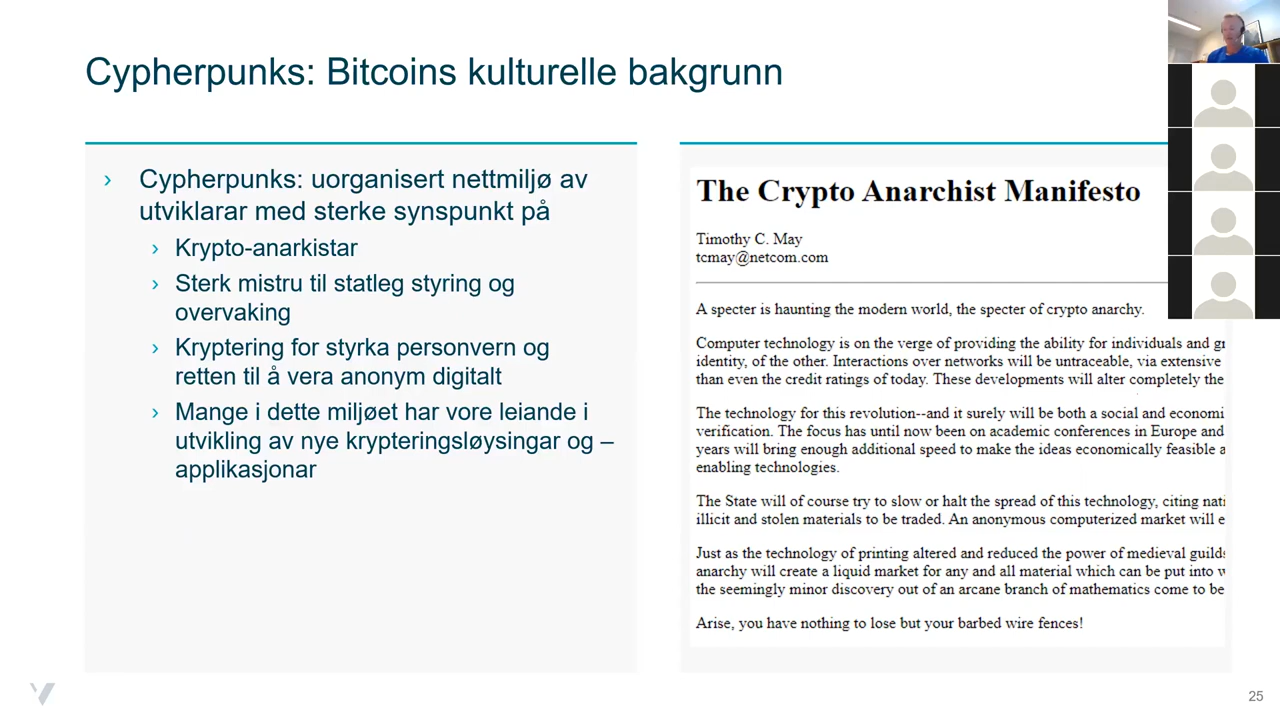 Cypherpunks: Bitcoins kulturelle bakgrunn
› Cypherpunks: uorganisert nettmiljø av
utviklarar med sterke synspunkt på
› Krypto-anarkistar
› Sterk mistru til statleg styring og
overvaking
› Kryptering for styrka personvern og
retten til å vera anonym digitalt
› Mange i dette miljøet har vore leiande i
utvikling av nye krypteringsløysingar og –
applikasjonar
The Crypto Anarchist Manifesto
Timothy C. May
tcmay@netcom.com
A specter is haunting the modern world, the specter of crypto anarchy.
Computer technology is on the verge of providing the ability for individuals and
identity, of the other. Interactions over networks will be untraceable, via extensive
than even the credit ratings of today. These developments will alter completely the
The technology for this revolution--and it surely will be both a social and economi
verification. The focus has until now been on academic conferences in Europe and
years will bring enough additional speed to make the ideas economically feasible
enabling technologies.
The State will of course try to slow or halt the spread of this technology, citing nati
illicit and stolen materials to be traded. An anonymous computerized market will e
Just as the technology of printing altered and reduced the power of medieval guilds
anarchy will create a liquid market for any and all material which can be put into
the seemingly minor discovery out of an arcane branch of mathematics come to be
Arise, you have nothing to lose but your barbed wire fences!
25